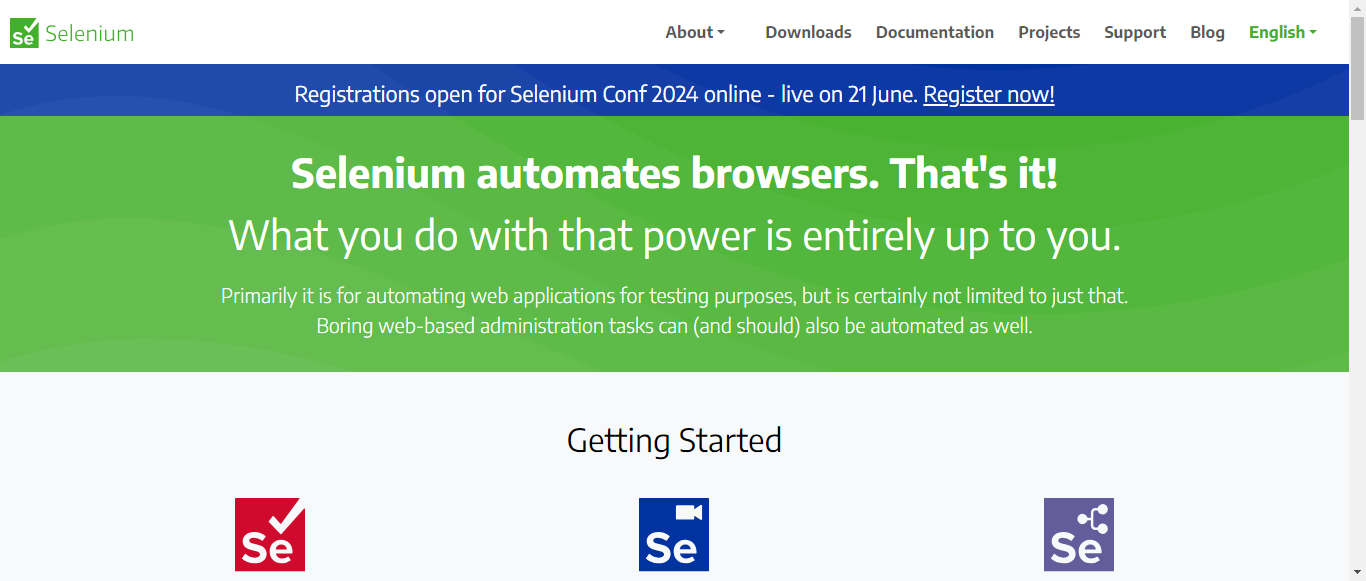 Se Selenium
About Downloads Documentation Projects Support Blog English
Registrations open for Selenium Conf 2024 online - live on 21 June. Register now!
Selenium automates browsers. That's it!
What you do with that power is entirely up to you.
Primarily it is for automating web applications for testing purposes, but is certainly not limited to just that.
Boring web-based administration tasks can (and should) also be automated as well.
Getting Started
Se Se Se